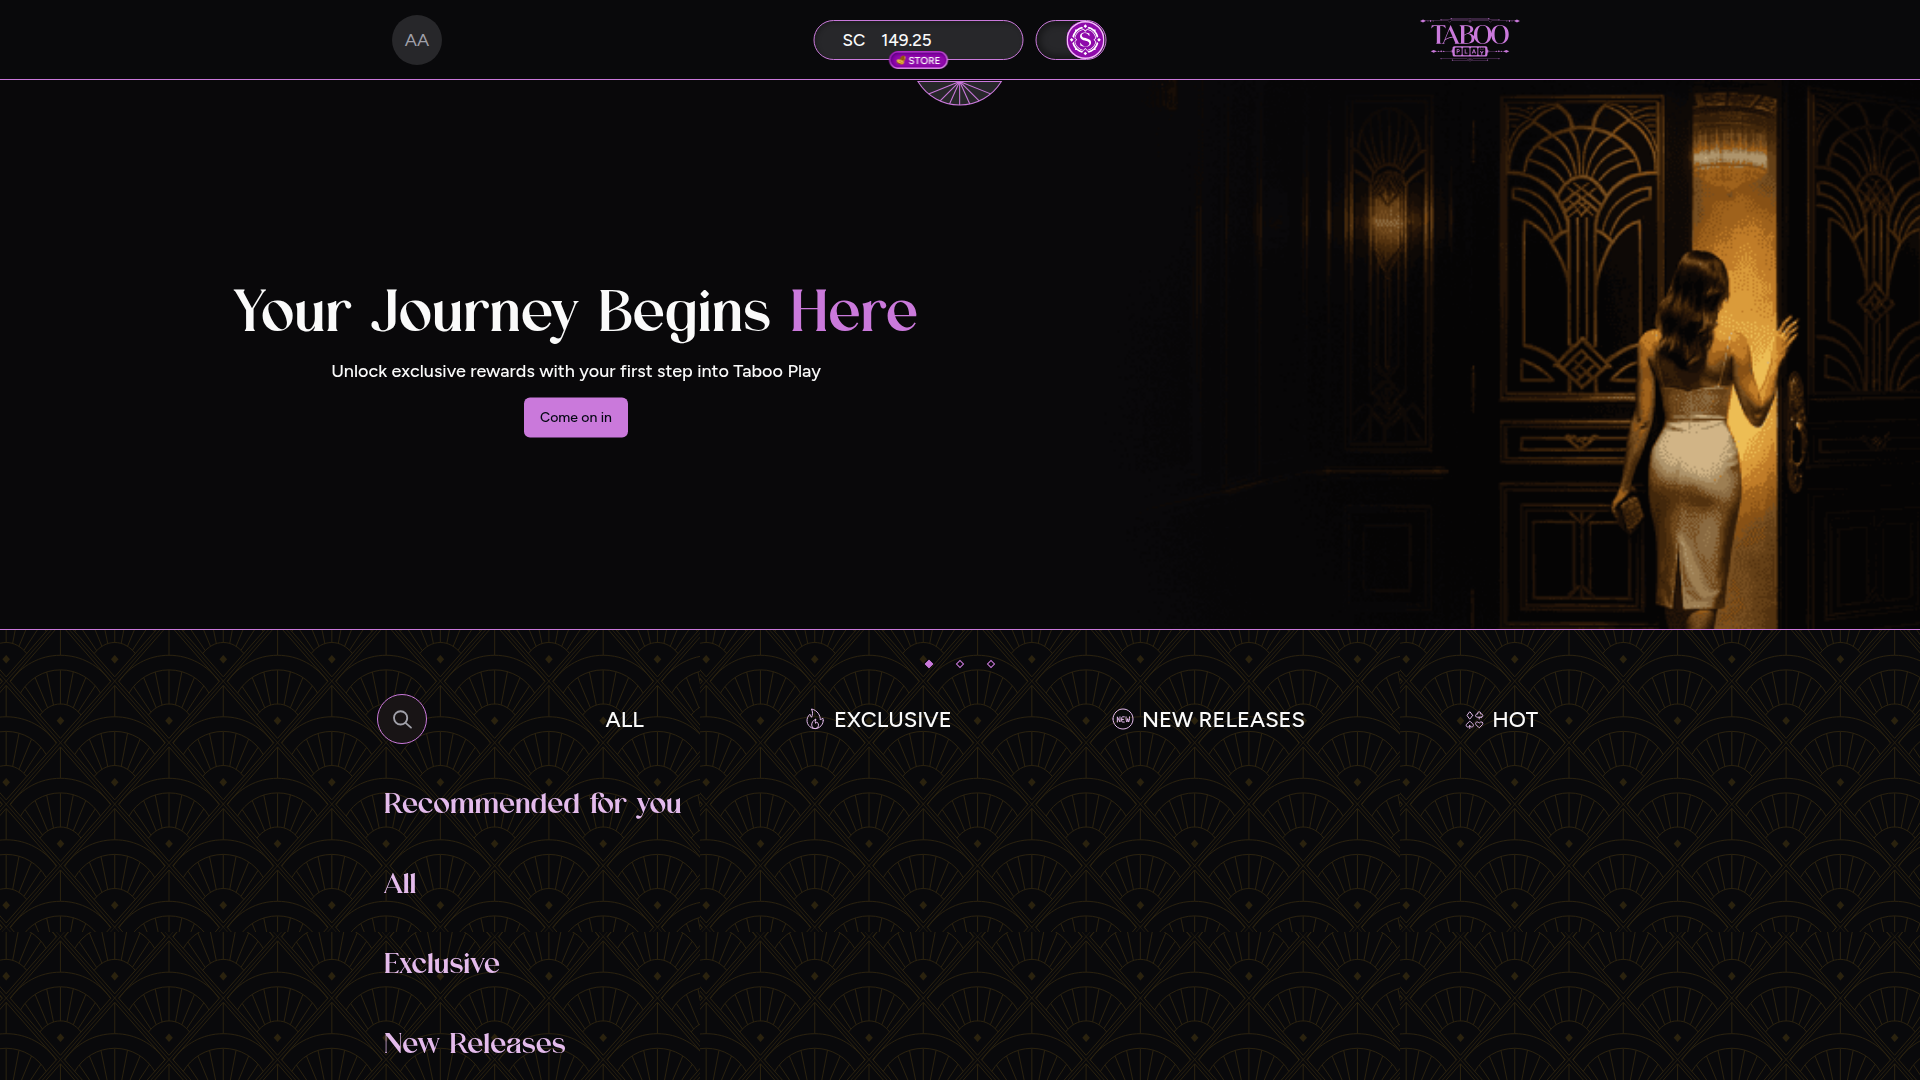 AA
SC 149.25
STORE
TABOO
PLAY
Your Journey Begins Here
Unlock exclusive rewards with your first step into Taboo Play
Come on in
ALL
EXCLUSIVE
NEW
NEW RELEASES
HOT
Recommended for you
All
Exclusive
New Releases